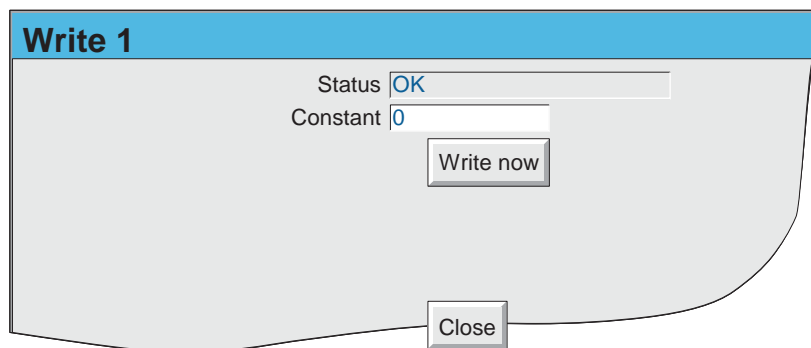 Write 1
Status OK
Constant 0
Write now
Close